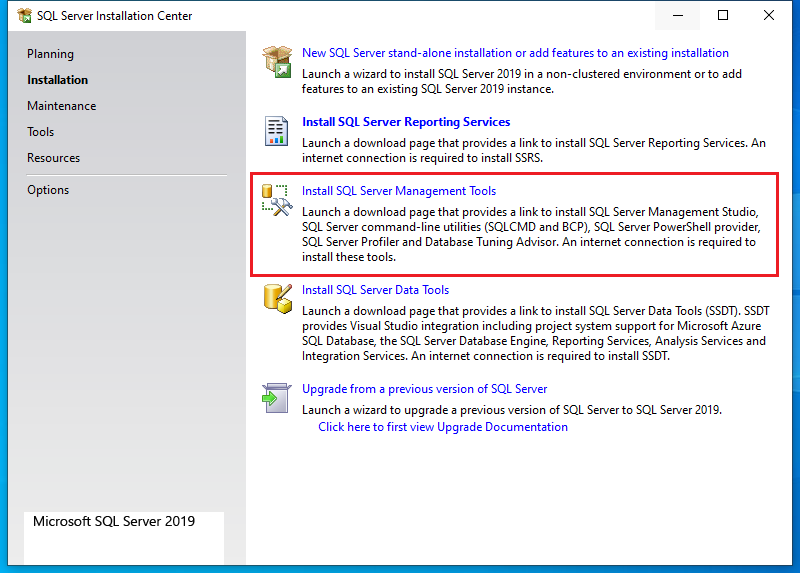 SQL Server Installation Center
Planning
Installation
Maintenance
Tools
Resources
Options
New SQL Server stand-alone installation or add features to an existing installation
Launch a wizard to install SQL Server 2019 in a non-clustered environment or to add
features to an existing SQL Server 2019 instance.
Install SQL Server Reporting Services
Launch a download page that provides a link to install SQL Server Reporting Services. An
internet connection is required to install SSRS.
Install SQL Server Management Tools
Launch a download page that provides a link to install SQL Server Management Studio,
SQL Server command-line utilities (SQLCMD and BCP), SQL Server PowerShell provider,
SQL Server Profiler and Database Tuning Advisor. An internet connection is required to
install these tools.
Install SQL Server Data Tools
Launch a download page that provides a link to install SQL Server Data Tools (SSDT). SSDT
provides Visual Studio integration including project system support for Microsoft Azure
SQL Database, the SQL Server Database Engine, Reporting Services, Analysis Services and
Integration Services. An internet connection is required to install SSDT.
Upgrade from a previous version of SQL Server
Launch a wizard to upgrade a previous version of SQL Server to SQL Server 2019.
Click here to first view Upgrade Documentation
Microsoft SQL Server 2019